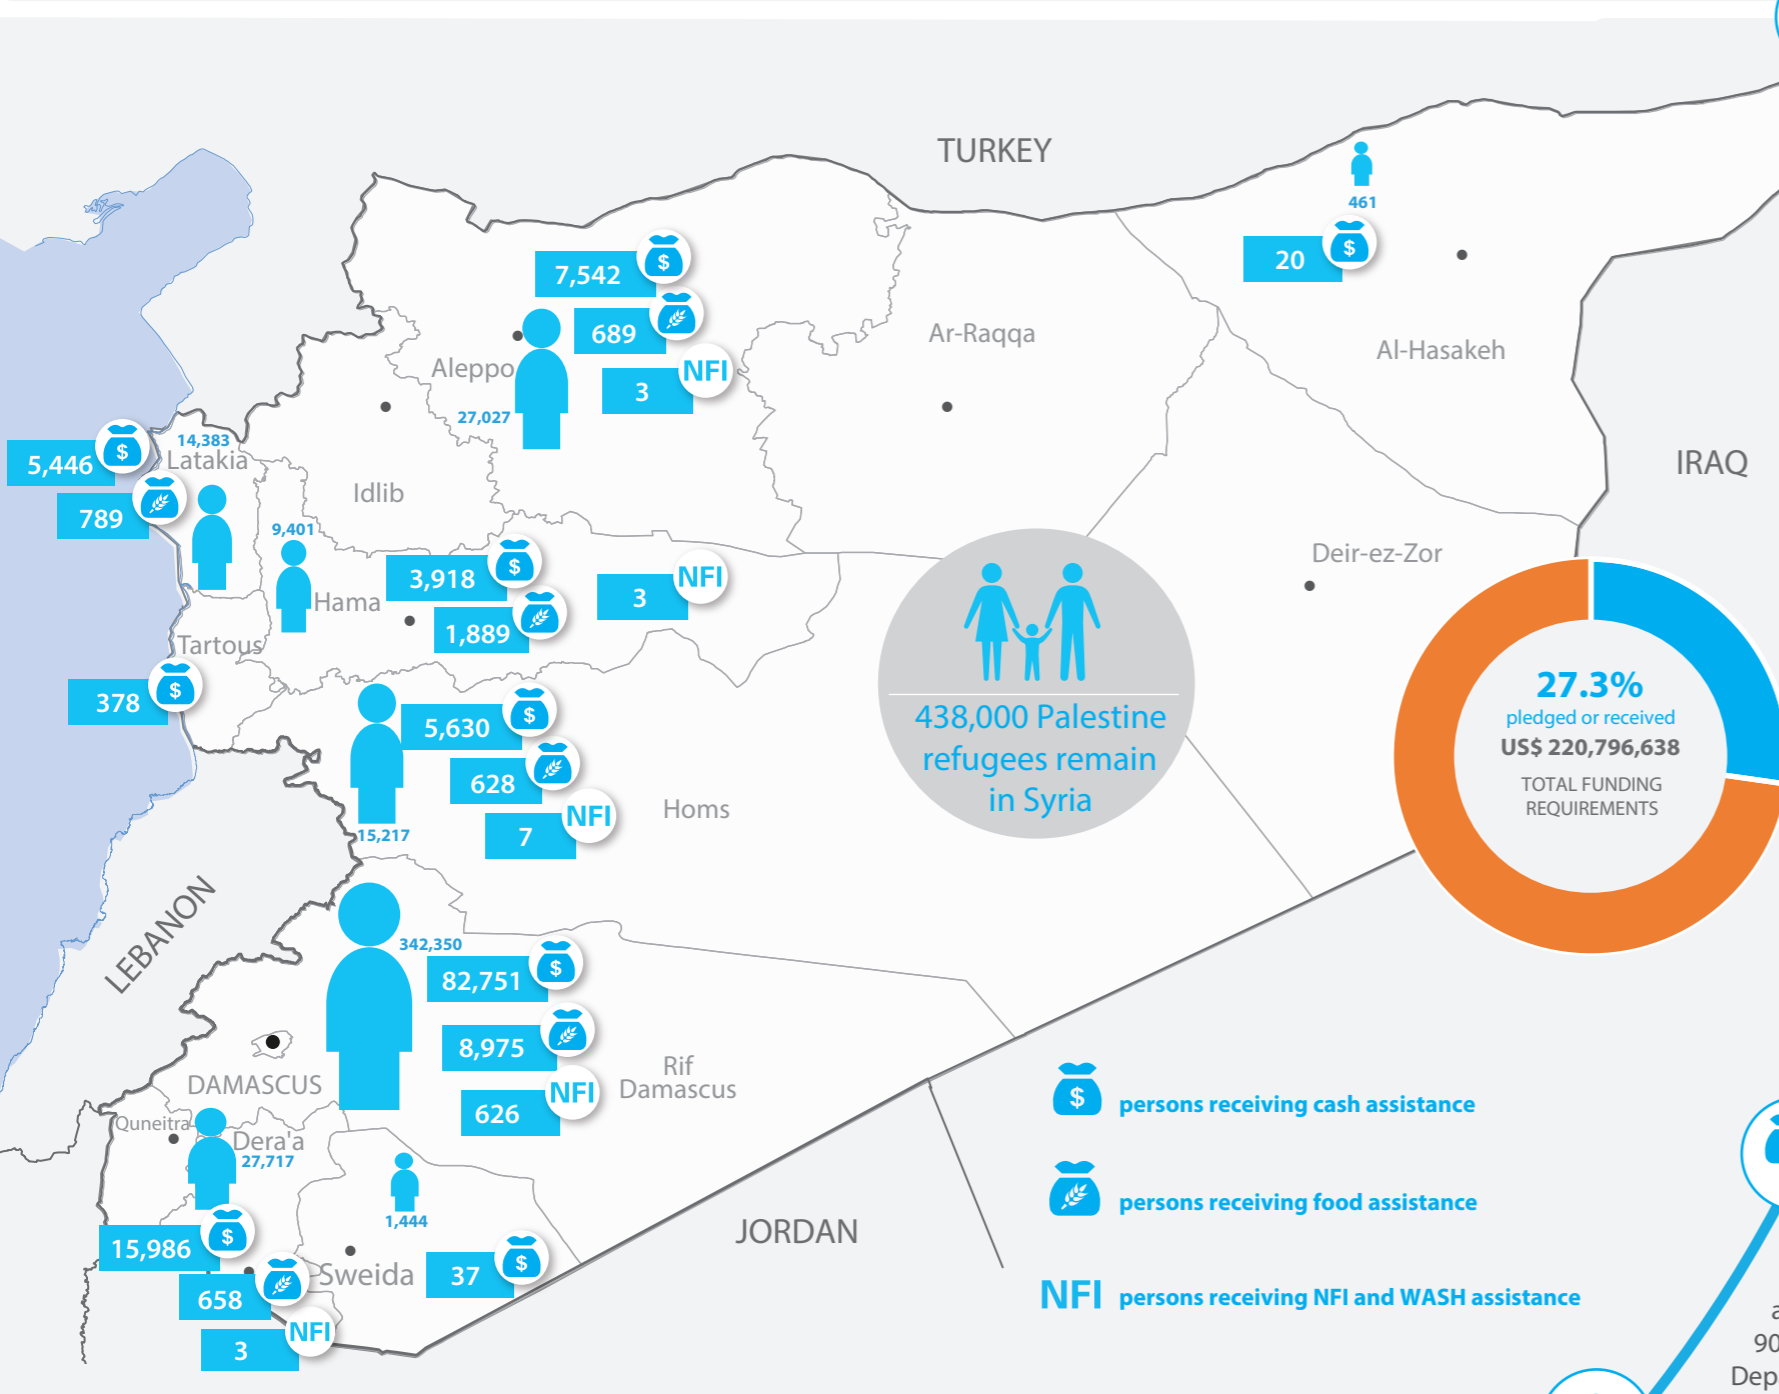 TURKEY
461
20
$
7,542
$
689
3
NFI
Aleppo
27,027
Ar-Raqqa
Al-Hasakeh
IRAQ
14,383
Latakia
5,446
$
789
Idlib
9,401
Hama
3,918
$
1,889
3
NFI
Deir-ez-Zor
Tartous
378
$
5,630
$
628
7
NFI
15,217
Homs
438,000 Palestine
refugees remain
in Syria
27.3%
pledged or received
US$ 220,796,638
TOTAL FUNDING
REQUIREMENTS
LEBANON
342,350
82,751
$
8,975
626
NFI
Rif
Damascus
DAMASCUS
Quneitra
Dera'a
27,717
15,986
$
658
3
NFI
1,444
Sweida
37
$
JORDAN
$ persons receiving cash assistance
persons receiving food assistance
NFI persons receiving NFI and WASH assistance
90